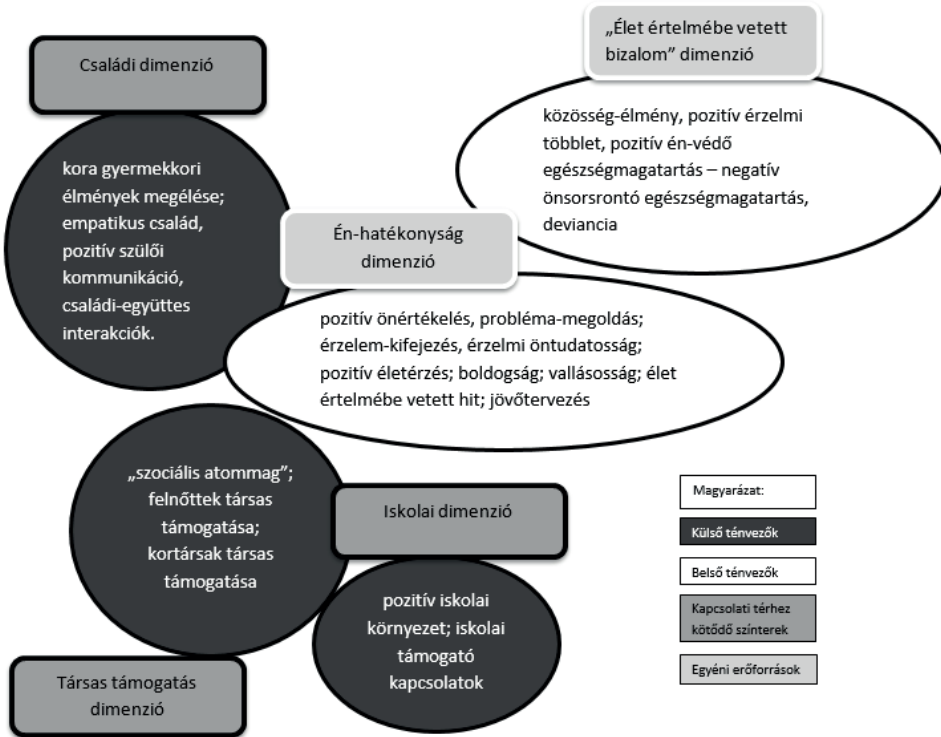 Családi dimenzió
kora gyermekkori
élmények megélése;
empatikus család,
pozitív szülői
kommunikáció,
családi-együttes
interakciók.
„Élet értelmébe vetett
bizalom” dimenzió
közösség-élmény, pozitív érzelmi
többlet, pozitív én-védő
egészségmagatartás – negatív
önsorsrontó egészségmagatartás,
deviancia
Én-hatékonyság
dimenzió
pozitív önértékelés, probléma-megoldás;
érzelem-kifejezés, érzelmi öntudatosság;
pozitív életérzés; boldogság; vallásosság; élet
értelmébe vetett hit; jövőtervezés
„szociális atommag”;
felnőttek társas
támogatása;
kortársak társas
támogatása
Társas támogatás
dimenzió
Iskolai dimenzió
pozitív iskolai
környezet; iskolai
támogató
kapcsolatok
Magyarázat:
Külső ténvezők
Belső ténvezők
Kapcsolati térhez
kötődő színterek
Egyéni erőforrások